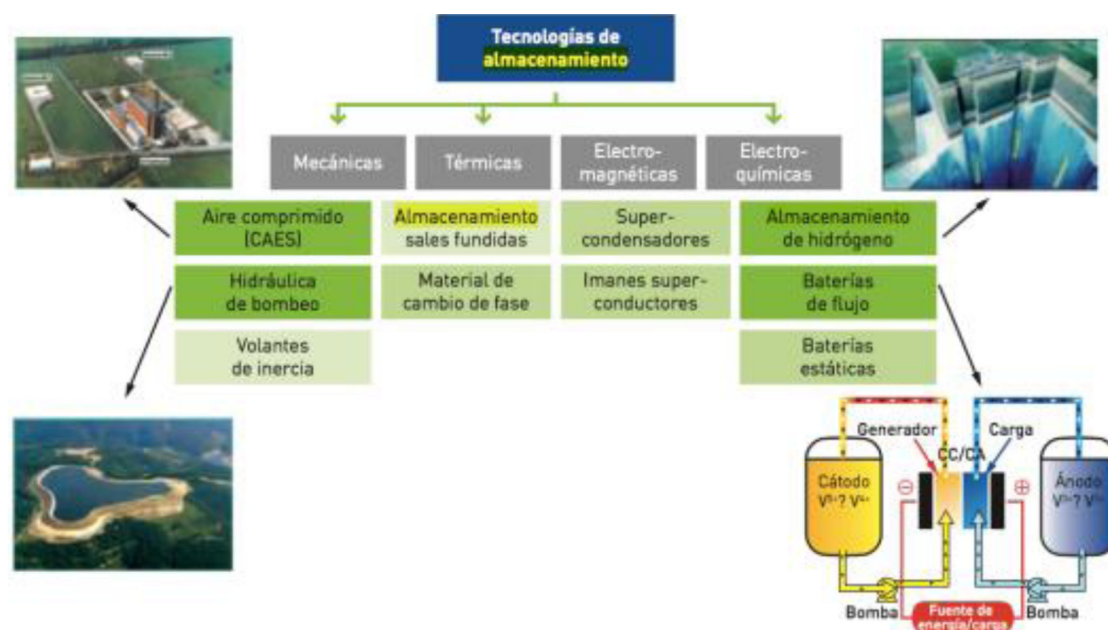 Tecnologías de
almacenamiento
Mecánicas
Térmicas
Electro-
magnéticas
Electro-
químicas
Aire comprimido
(CAES)
Almacenamiento
sales fundidas
Super-
condensadores
Almacenamiento
de hidrógeno
Hidráulica
de bombeo
Material de
cambio de fase
Imanes super-
conductores
Baterías
de flujo
Volantes
de inercia
Baterías
estáticas
Generador
Carga
CC/CA
Cátodo
Ánodo
Bomba
Bomba
Fuente de
energía/carga